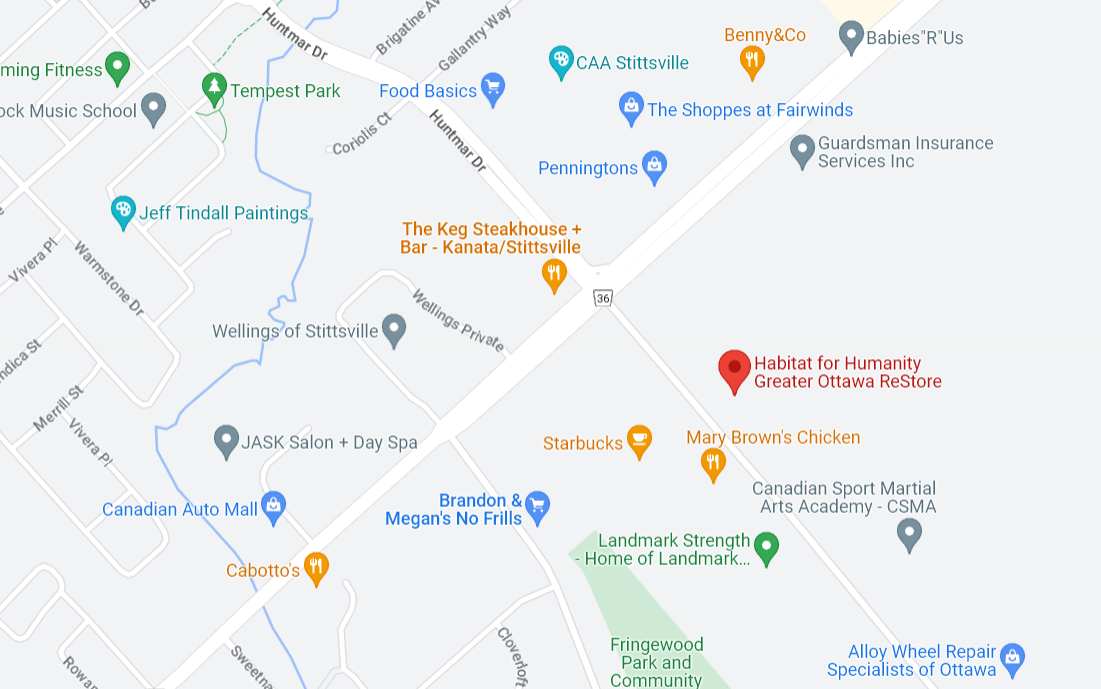 Huntmar Dr
Brigatine Av
Gallantry Way
Benny&Co
Babies"R"Us
ming Fitness
CAA Stittsville
Tempest Park
Food Basics
ock Music School
The Shoppes at Fairwinds
Coriolis Ct
Huntmar Dr
Guardsman Insurance
Services Inc
Penningtons
Jeff Tindall Paintings
The Keg Steakhouse +
Bar - Kanata/Stittsville
Vivera Pl
Warmstone Dr
36
Wellings Private
Wellings of Stittsville
ndica St
Habitat for Humanity
Greater Ottawa ReStore
Merrill St
Vivera Pl
JASK Salon + Day Spa
Starbucks
Mary Brown's Chicken
Canadian Auto Mall
Brandon &
Megan's No Frills
Canadian Sport Martial
Arts Academy - CSMA
Landmark Strength
- Home of Landmark...
Cabotto's
Fringewood
Park and
Community
Alloy Wheel Repair
Specialists of Ottawa
Rowan
Sweetna
Cloverloft